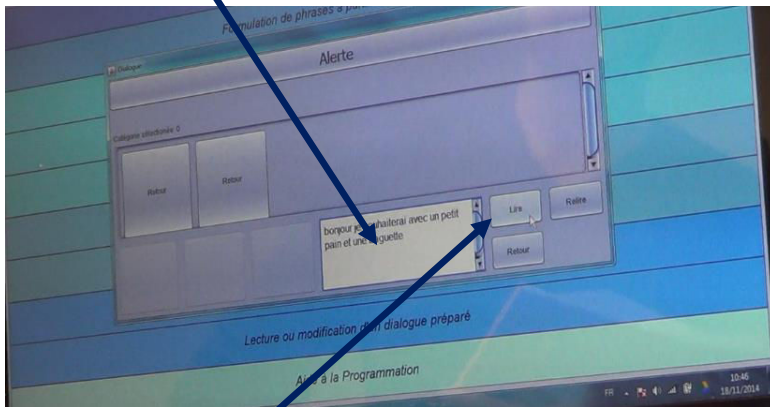 Formulation de phrases à
Dialogue
Alerte
Catégorie sélectionnée 0
Retour
Retour
bonjour je souhaiterai avec un petit
pain et une baguette
Lire
Relire
Retour
Lecture ou modification d'un dialogue préparé
Aide à la Programmation
FR
10:46
18/11/2014